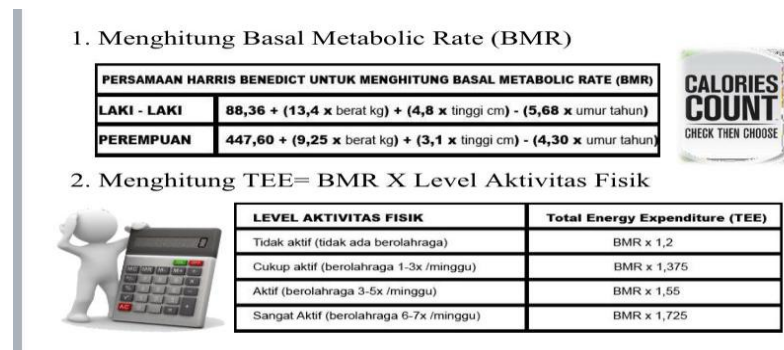 1. Menghitung Basal Metabolic Rate (BMR)
PERSAMAAN HARRIS BENEDICT UNTUK MENGHITUNG BASAL METABOLIC RATE (BMR)
LAKI - LAKI 88,36 + (13,4 x berat kg) + (4,8 x tinggi cm) - (5,68 x umur tahun)
PEREMPUAN 447,60 + (9,25 x berat kg) + (3,1 x tinggi cm) - (4,30 x umur tahun)
CALORIES
COUNT
CHECK THEN CHOOSE
2. Menghitung TEE= BMR X Level Aktivitas Fisik
LEVEL AKTIVITAS FISIK Total Energy Expenditure (TEE)
Tidak aktif (tidak ada berolahraga) BMR x 1,2
Cukup aktif (berolahraga 1-3x /minggu) BMR x 1,375
Aktif (berolahraga 3-5x /minggu) BMR x 1,55
Sangat Aktif (berolahraga 6-7x /minggu) BMR x 1,725
0